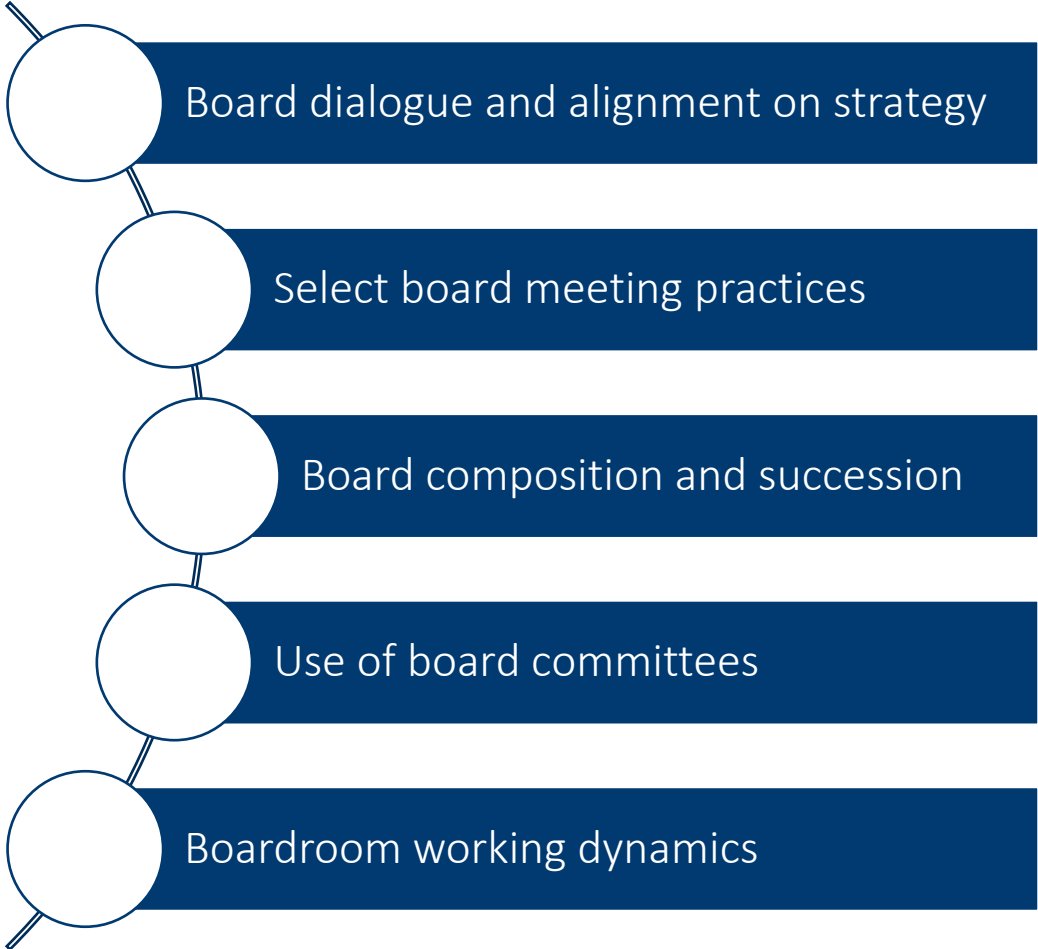 Board dialogue and alignment on strategy
Select board meeting practices
Board composition and succession
Use of board committees
Boardroom working dynamics